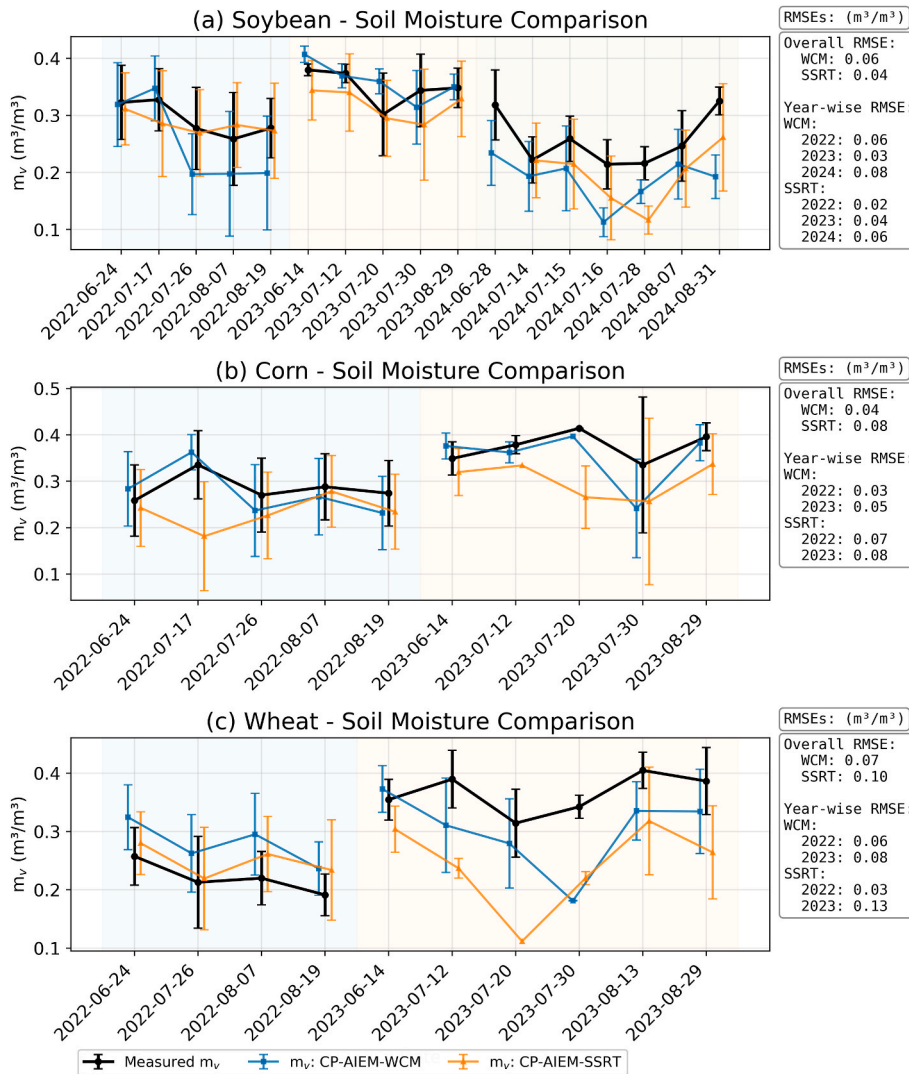 (a) Soybean - Soil Moisture Comparison
RMSEs: (m³/m³)
Overall RMSE:
WCM: 0.06
SSRT: 0.04
Year-wise RMSE:
WCM:
2022: 0.06
2023: 0.03
2024: 0.08
SSRT:
2022: 0.02
2023: 0.04
2024: 0.06
mᵥ (m³/m³)
0.4
0.3
0.2
0.1
2022-06-24
2022-07-17
2022-07-26
2022-08-07
2022-08-19
2023-06-14
2023-07-12
2023-07-20
2023-07-30
2023-08-29
2024-06-28
2024-07-14
2024-07-15
2024-07-16
2024-07-28
2024-08-07
2024-08-31
(b) Corn - Soil Moisture Comparison
RMSEs: (m³/m³)
Overall RMSE:
WCM: 0.04
SSRT: 0.08
Year-wise RMSE:
WCM:
2022: 0.03
2023: 0.05
SSRT:
2022: 0.07
2023: 0.08
mᵥ (m³/m³)
0.5
0.4
0.3
0.2
0.1
2022-06-24
2022-07-17
2022-07-26
2022-08-07
2022-08-19
2023-06-14
2023-07-12
2023-07-20
2023-07-30
2023-08-29
(c) Wheat - Soil Moisture Comparison
RMSEs: (m³/m³)
Overall RMSE:
WCM: 0.07
SSRT: 0.10
Year-wise RMSE:
WCM:
2022: 0.06
2023: 0.08
SSRT:
2022: 0.03
2023: 0.13
mᵥ (m³/m³)
0.4
0.3
0.2
0.1
2022-06-24
2022-07-26
2022-08-07
2022-08-19
2023-06-14
2023-07-12
2023-07-20
2023-07-30
2023-08-13
2023-08-29
Measured mᵥ
mᵥ: CP-AIEM-WCM
mᵥ: CP-AIEM-SSRT